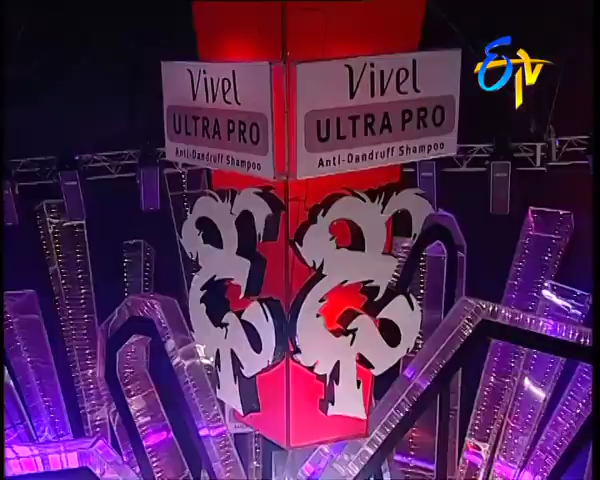 Vivel
ULTRA PRO
Anti-Dandruff Shampoo
Vivel
ULTRA PRO
Anti-Dandruff Shampoo
eTV